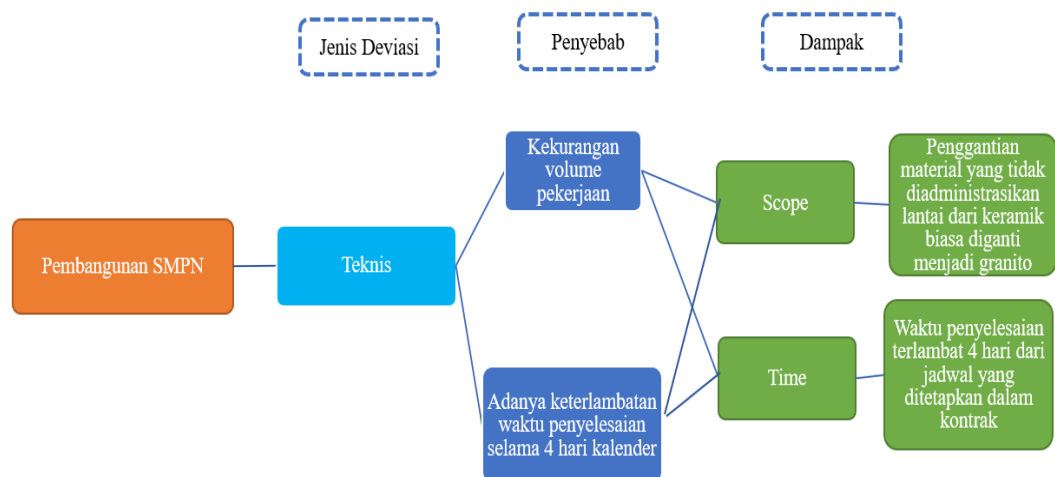 Jenis Deviasi
Penyebab
Dampak
Pembangunan SMPN
Teknis
Kekurangan
volume
pekerjaan
Adanya keterlambatan
waktu penyelesaian
selama 4 hari kalender
Scope
Penggantian
material yang tidak
diadministrasikan
lantai dari keramik
biasa diganti
menjadi granito
Time
Waktu penyelesaian
terlambat 4 hari dari
jadwal yang
ditetapkan dalam
kontrak